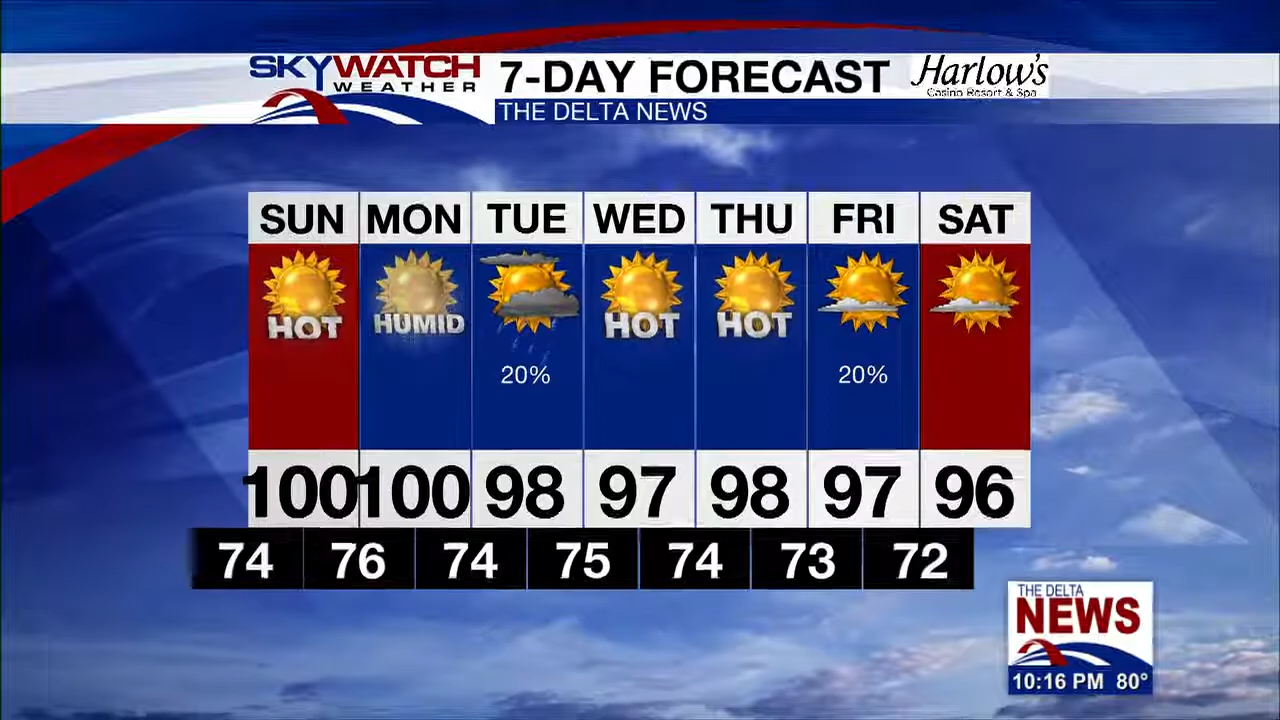 SKYWATCH
WEATHER
7-DAY FORECAST
Harlow's
Casino Resort & Spa
THE DELTA NEWS
SUN MON TUE WED THU FRI SAT
HOT HUMID HOT HOT
20% 20%
100 100 98 97 98 97 96
74 76 74 75 74 73 72
THE DELTA
NEWS
10:16 PM 80°